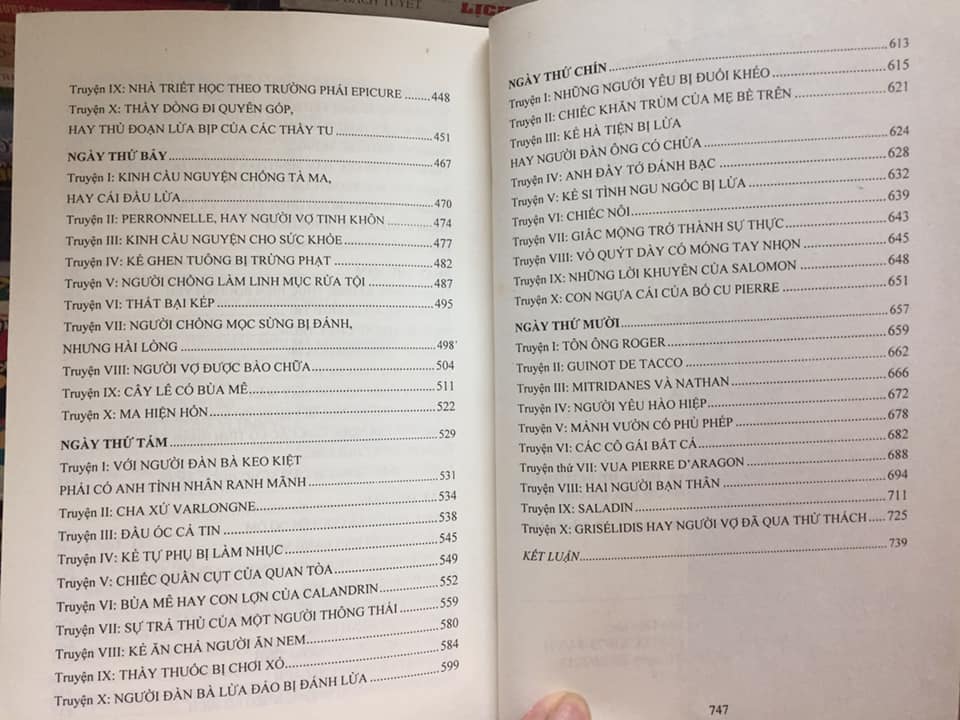 BẠCH TUYẾT
LỊCH
Truyện IX: NHÀ TRIẾT HỌC THEO TRƯỜNG PHÁI EPICURE ........448
Truyện X: THẦY DÒNG ĐI QUYÊN GÓP,
HAY THỦ ĐOẠN LỪA BỊP CỦA CÁC THẦY TU ........451
NGÀY THỨ BẢY ........467
Truyện I: KINH CẦU NGUYỆN CHỐNG TÀ MA,
HAY CÁI ĐẦU LỪA ........470
Truyện II: PERRONNELLE, HAY NGƯỜI VỢ TINH KHÔN ........474
Truyện III: KINH CẦU NGUYỆN CHO SỨC KHỎE ........477
Truyện IV: KẺ GHEN TUÔNG BỊ TRỪNG PHẠT ........482
Truyện V: NGƯỜI CHỒNG LÀM LINH MỤC RỬA TỘI ........487
Truyện VI: THẤT BẠI KÉP ........495
Truyện VII: NGƯỜI CHỒNG MỌC SỪNG BỊ ĐÁNH,
NHƯNG HÀI LÒNG ........498
Truyện VIII: NGƯỜI VỢ ĐƯỢC BÀO CHỮA ........504
Truyện IX: CÂY LÊ CÓ BÙA MÊ ........511
Truyện X: MA HIỆN HỒN ........522
NGÀY THỨ TÁM ........529
Truyện I: VỚI NGƯỜI ĐÀN BÀ KEO KIỆT
PHẢI CÓ ANH TÌNH NHÂN RANH MÃNH ........531
Truyện II: CHA XỨ VARLONGNE ........534
Truyện III: ĐẦU ÓC CẢ TIN ........538
Truyện IV: KẺ TỰ PHỤ BỊ LÀM NHỤC ........545
Truyện V: CHIẾC QUẦN CỤT CỦA QUAN TÒA ........549
Truyện VI: BÙA MÊ HAY CON LỢN CỦA CALANDRIN ........552
Truyện VII: SỰ TRẢ THÙ CỦA MỘT NGƯỜI THÔNG THÁI ........559
Truyện VIII: KẺ ĂN CHẢ NGƯỜI ĂN NEM ........580
Truyện IX: THẦY THUỐC BỊ CHƠI XỎ ........584
Truyện X: NGƯỜI ĐÀN BÀ LỪA ĐẢO BỊ ĐÁNH LỪA ........599
NGÀY THỨ CHÍN ........613
Truyện I: NHỮNG NGƯỜI YÊU BỊ ĐUỔI KHÉO ........615
Truyện II: CHIẾC KHĂN TRÙM CỦA MẸ BỀ TRÊN ........621
Truyện III: KẺ HÀ TIỆN BỊ LỪA
HAY NGƯỜI ĐÀN ÔNG CÓ CHỬA ........624
Truyện IV: ANH ĐẦY TỚ ĐÁNH BẠC ........628
Truyện V: KẺ SI TÌNH NGU NGỐC BỊ LỪA ........632
Truyện VI: CHIẾC NÔI ........639
Truyện VII: GIẤC MỘNG TRỞ THÀNH SỰ THỰC ........643
Truyện VIII: VỎ QUÝT DÀY CÓ MÓNG TAY NHỌN ........645
Truyện IX: NHỮNG LỜI KHUYÊN CỦA SALOMON ........648
Truyện X: CON NGỰA CÁI CỦA BỐ CU PIERRE ........651
NGÀY THỨ MƯỜI ........657
Truyện I: TÔN ÔNG ROGER ........659
Truyện II: GUINOT DE TACCO ........662
Truyện III: MITRIDANES VÀ NATHAN ........666
Truyện IV: NGƯỜI YÊU HÀO HIỆP ........672
Truyện V: MẢNH VƯỜN CÓ PHÙ PHÉP ........678
Truyện VI: CÁC CÔ GÁI BẮT CÁ ........682
Truyện thứ VII: VUA PIERRE D'ARAGON ........688
Truyện VIII: HAI NGƯỜI BẠN THÂN ........694
Truyện IX: SALADIN ........711
Truyện X: GRISÉLIDIS HAY NGƯỜI VỢ ĐÃ QUA THỬ THÁCH ........725
KẾT LUẬN ........739
747